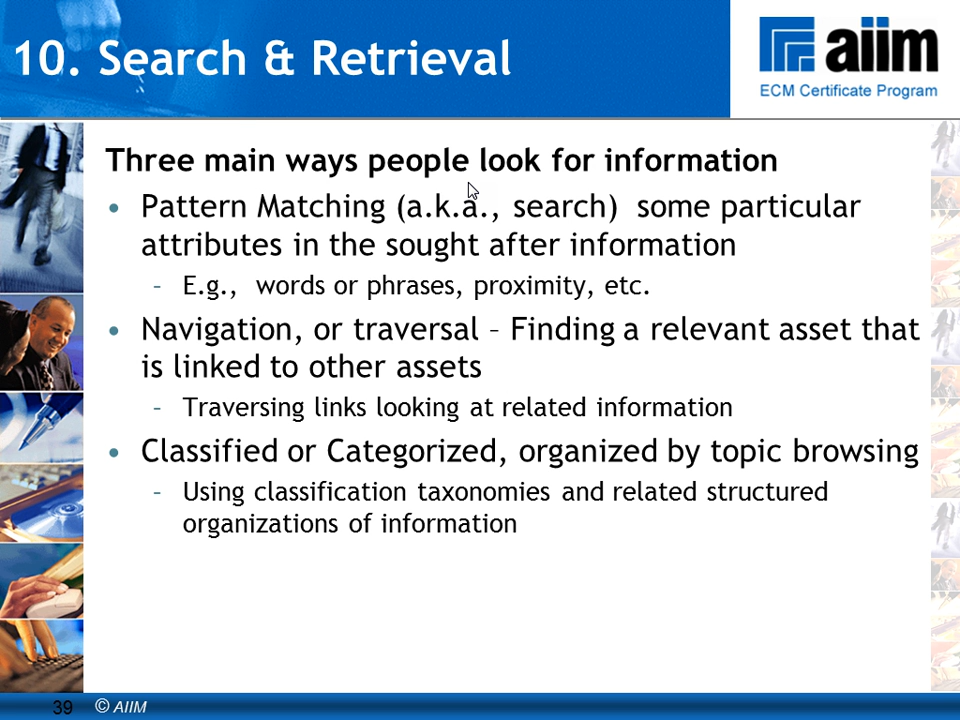 10. Search & Retrieval
aiim
ECM Certificate Program
Three main ways people look for information
• Pattern Matching (a.k.a., search)  some particular
attributes in the sought after information
– E.g.,  words or phrases, proximity, etc.
• Navigation, or traversal – Finding a relevant asset that
is linked to other assets
– Traversing links looking at related information
• Classified or Categorized, organized by topic browsing
– Using classification taxonomies and related structured
organizations of information
39 © AIIM